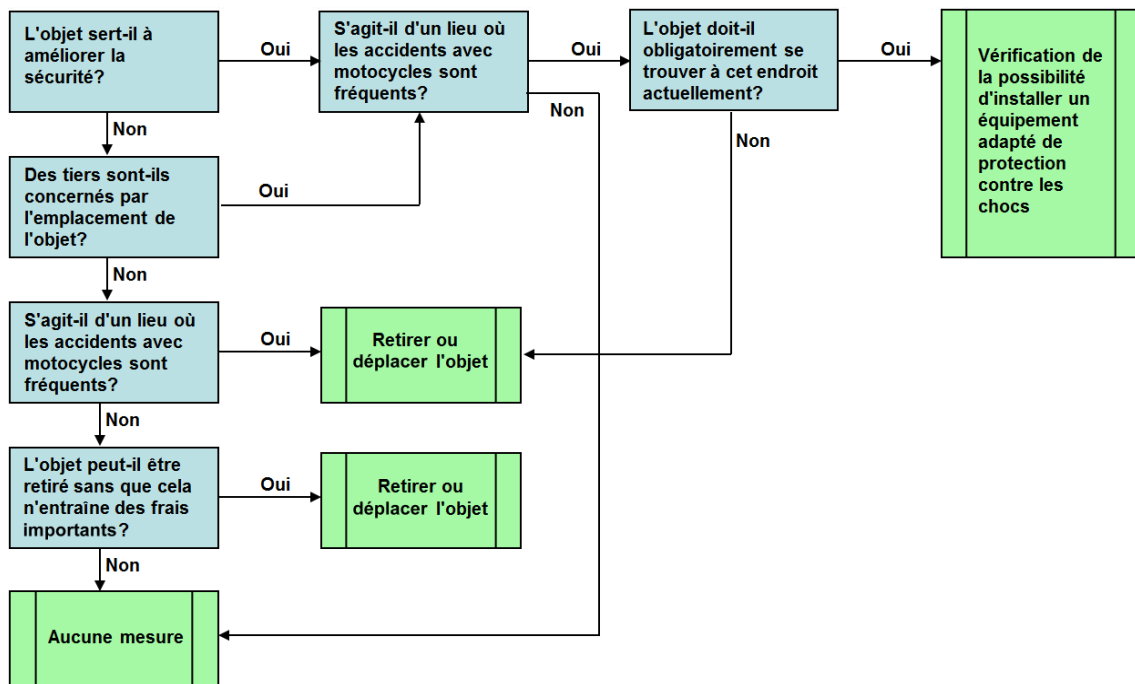 L'objet sert-il à
améliorer la
sécurité?
Oui
S'agit-il d'un lieu où
les accidents avec
motocycles sont
fréquents?
Oui
L'objet doit-il
obligatoirement se
trouver à cet endroit
actuellement?
Oui
Vérification de
la possibilité
d'installer un
équipement
adapté de
protection
contre les
chocs
Non
Non
Non
Des tiers sont-ils
concernés par
l'emplacement de
l'objet?
Oui
Non
S'agit-il d'un lieu où
les accidents avec
motocycles sont
fréquents?
Oui
Retirer ou
déplacer l'objet
Non
L'objet peut-il être
retiré sans que cela
n'entraîne des frais
importants?
Oui
Retirer ou
déplacer l'objet
Non
Aucune mesure